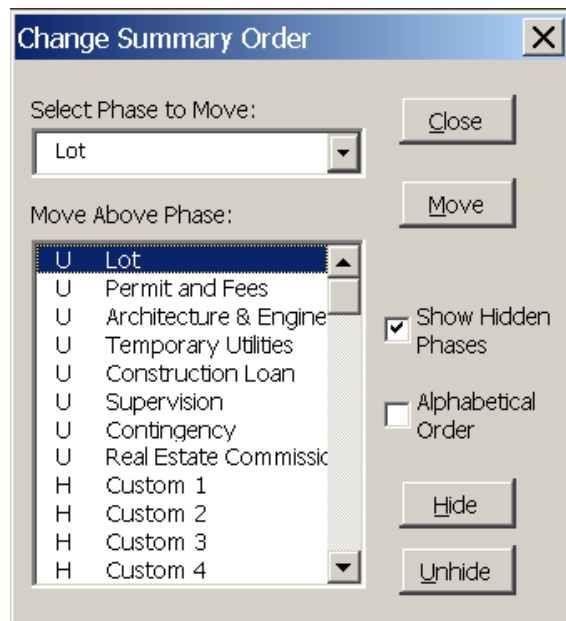 Change Summary Order
Select Phase to Move:
Close
Lot
Move
Move Above Phase:
U Lot
U Permit and Fees
U Architecture & Engine
U Temporary Utilities
U Construction Loan
U Supervision
U Contingency
U Real Estate Commissic
H Custom 1
H Custom 2
H Custom 3
H Custom 4
Show Hidden
Phases
Alphabetical
Order
Hide
Unhide